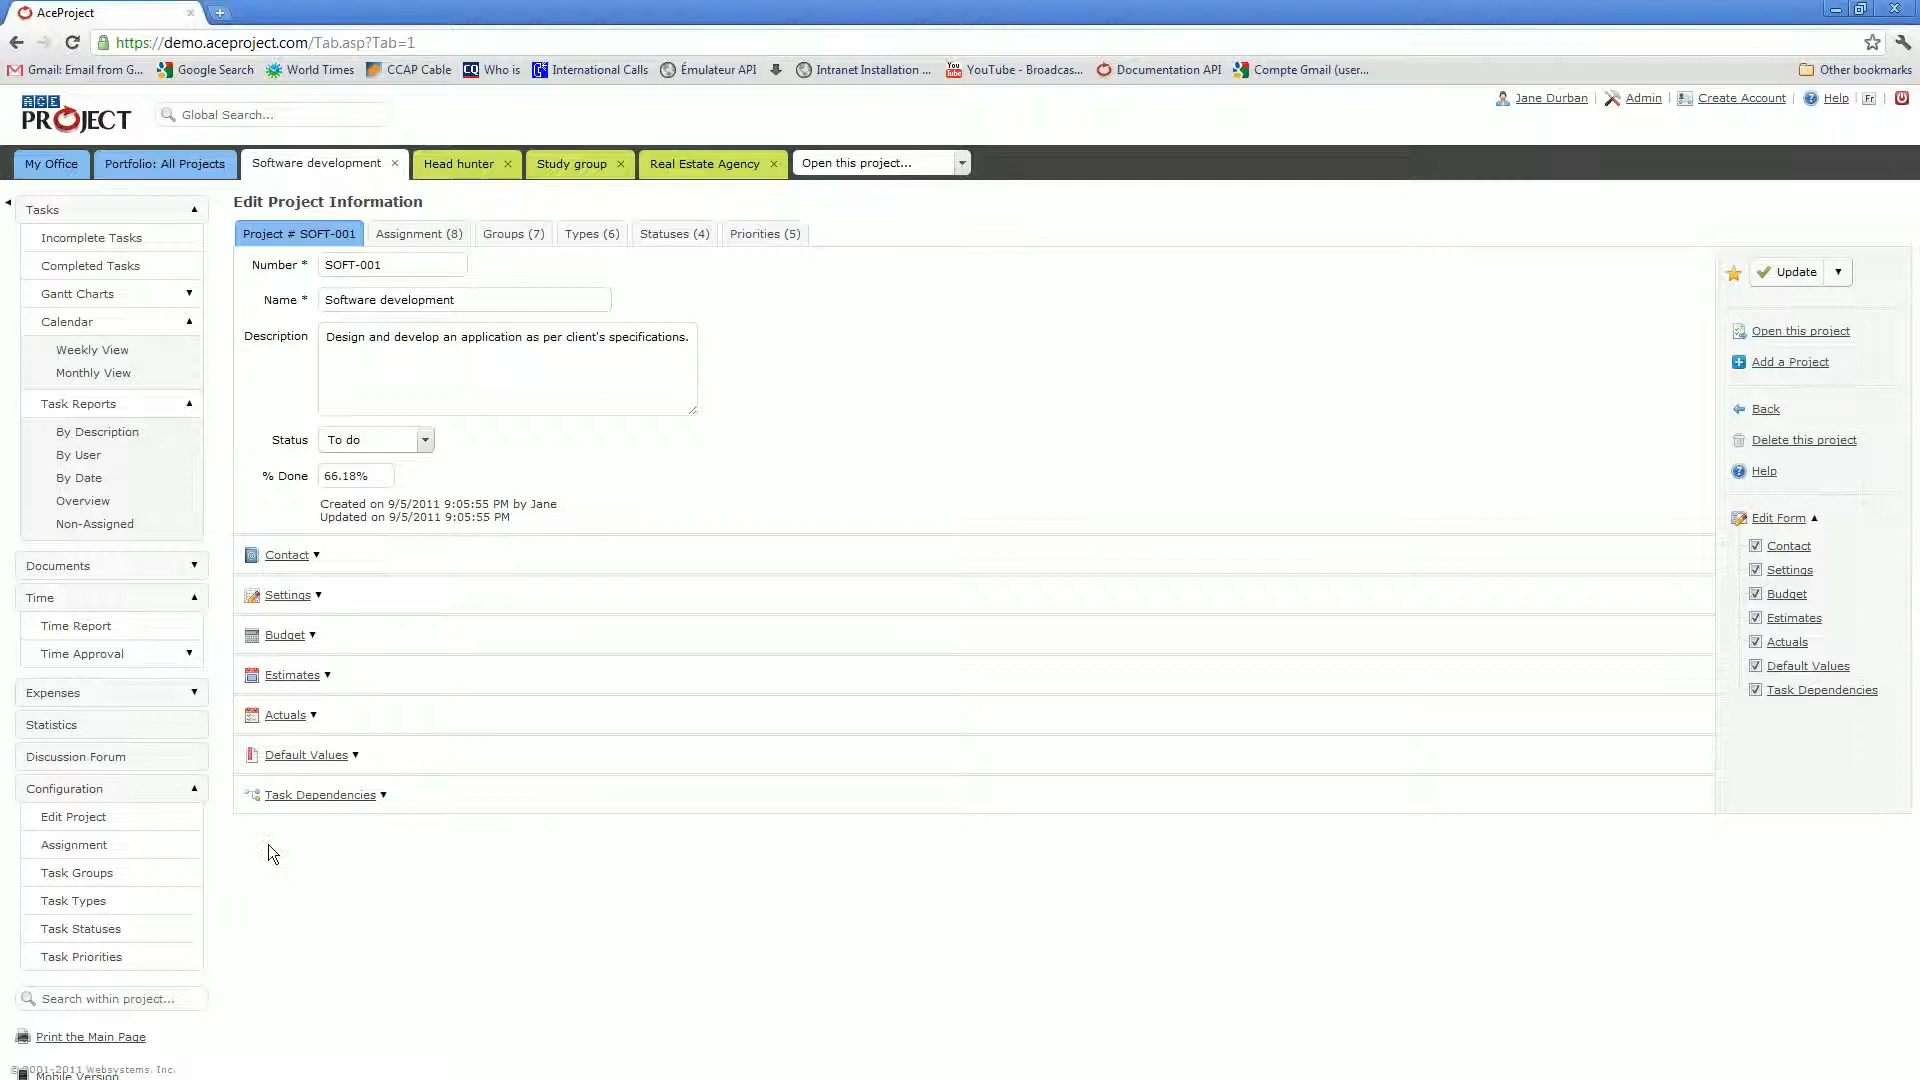 AceProject
https://demo.aceproject.com/Tab.asp?Tab=1
Gmail: Email from G... Google Search World Times CCAP Cable CQ Who is International Calls Émulateur API Intranet Installation ... You Tube YouTube - Broadcas... Documentation API Compte Gmail (user... Other bookmarks
ACE PROJECT
Global Search...
Jane Durban Admin Create Account Help Fr
My Office Portfolio: All Projects Software development Head hunter Study group Real Estate Agency Open this project...
Tasks
Incomplete Tasks
Completed Tasks
Gantt Charts
Calendar
Weekly View
Monthly View
Task Reports
By Description
By User
By Date
Overview
Non-Assigned
Documents
Time
Time Report
Time Approval
Expenses
Statistics
Discussion Forum
Configuration
Edit Project
Assignment
Task Groups
Task Types
Task Statuses
Task Priorities
Search within project...
Print the Main Page
©2001-2011 Websystems, Inc.
Mobile Version
Edit Project Information
Project # SOFT-001 Assignment (8) Groups (7) Types (6) Statuses (4) Priorities (5)
Number * SOFT-001
Name * Software development
Description Design and develop an application as per client's specifications.
Status To do
% Done 66.18%
Created on 9/5/2011 9:05:55 PM by Jane
Updated on 9/5/2011 9:05:55 PM
Contact
Settings
Budget
Estimates
Actuals
Default Values
Task Dependencies
Update
Open this project
Add a Project
Back
Delete this project
Help
Edit Form
Contact
Settings
Budget
Estimates
Actuals
Default Values
Task Dependencies